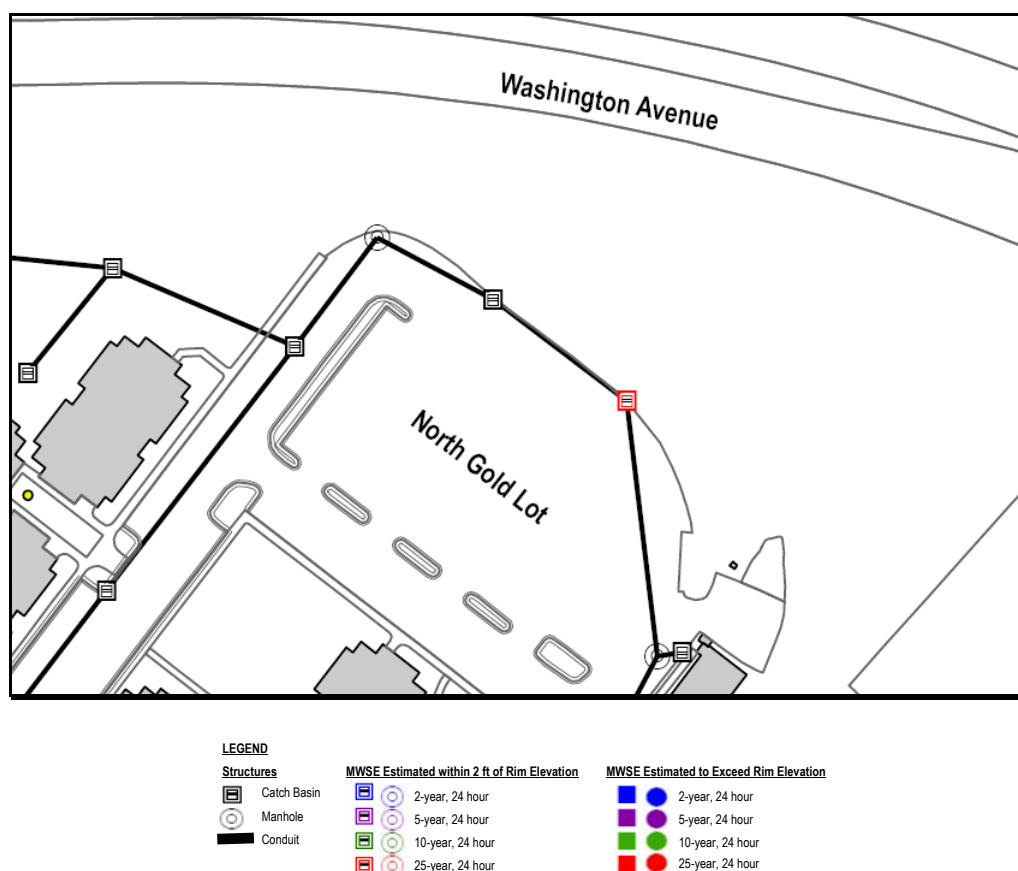 Washington Avenue
North Gold Lot
LEGEND
Structures
Catch Basin
Manhole
Conduit
MWSE Estimated within 2 ft of Rim Elevation
2-year, 24 hour
5-year, 24 hour
10-year, 24 hour
25-year, 24 hour
MWSE Estimated to Exceed Rim Elevation
2-year, 24 hour
5-year, 24 hour
10-year, 24 hour
25-year, 24 hour